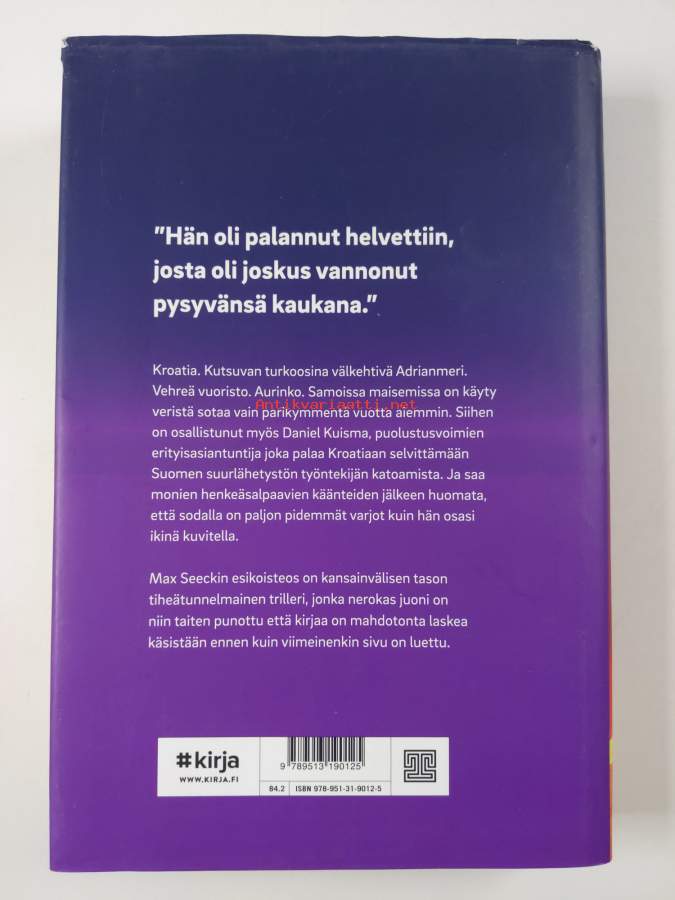 ”Hän oli palannut helvettiin,
josta oli joskus vannonut
pysyvänsä kaukana.”
Kroatia. Kutsuvan turkoosina välkehtivä Adrianmeri.
Vehreä vuoristo. Aurinko. Samoissa maisemissa on käyty
Antikvariaatti.net
veristä sotaa vain parikymmentä vuotta aiemmin. Siihen
on osallistunut myös Daniel Kuisma, puolustusvoimien
erityisasiantuntija joka palaa Kroatiaan selvittämään
Suomen suurlähetystön työntekijän katoamista. Ja saa
monien henkeäsalpaavien käänteiden jälkeen huomata,
että sodalla on paljon pidemmät varjot kuin hän osasi
ikinä kuvitella.
Max Seeckin esikoisteos on kansainvälisen tason
tiheätunnelmainen trilleri, jonka nerokas juoni on
niin taiten punottu että kirjaa on mahdotonta laskea
käsistään ennen kuin viimeinenkin sivu on luettu.
#kirja
WWW.KIRJA.FI
9 789513 190125
84.2 ISBN 978-951-31-9012-5